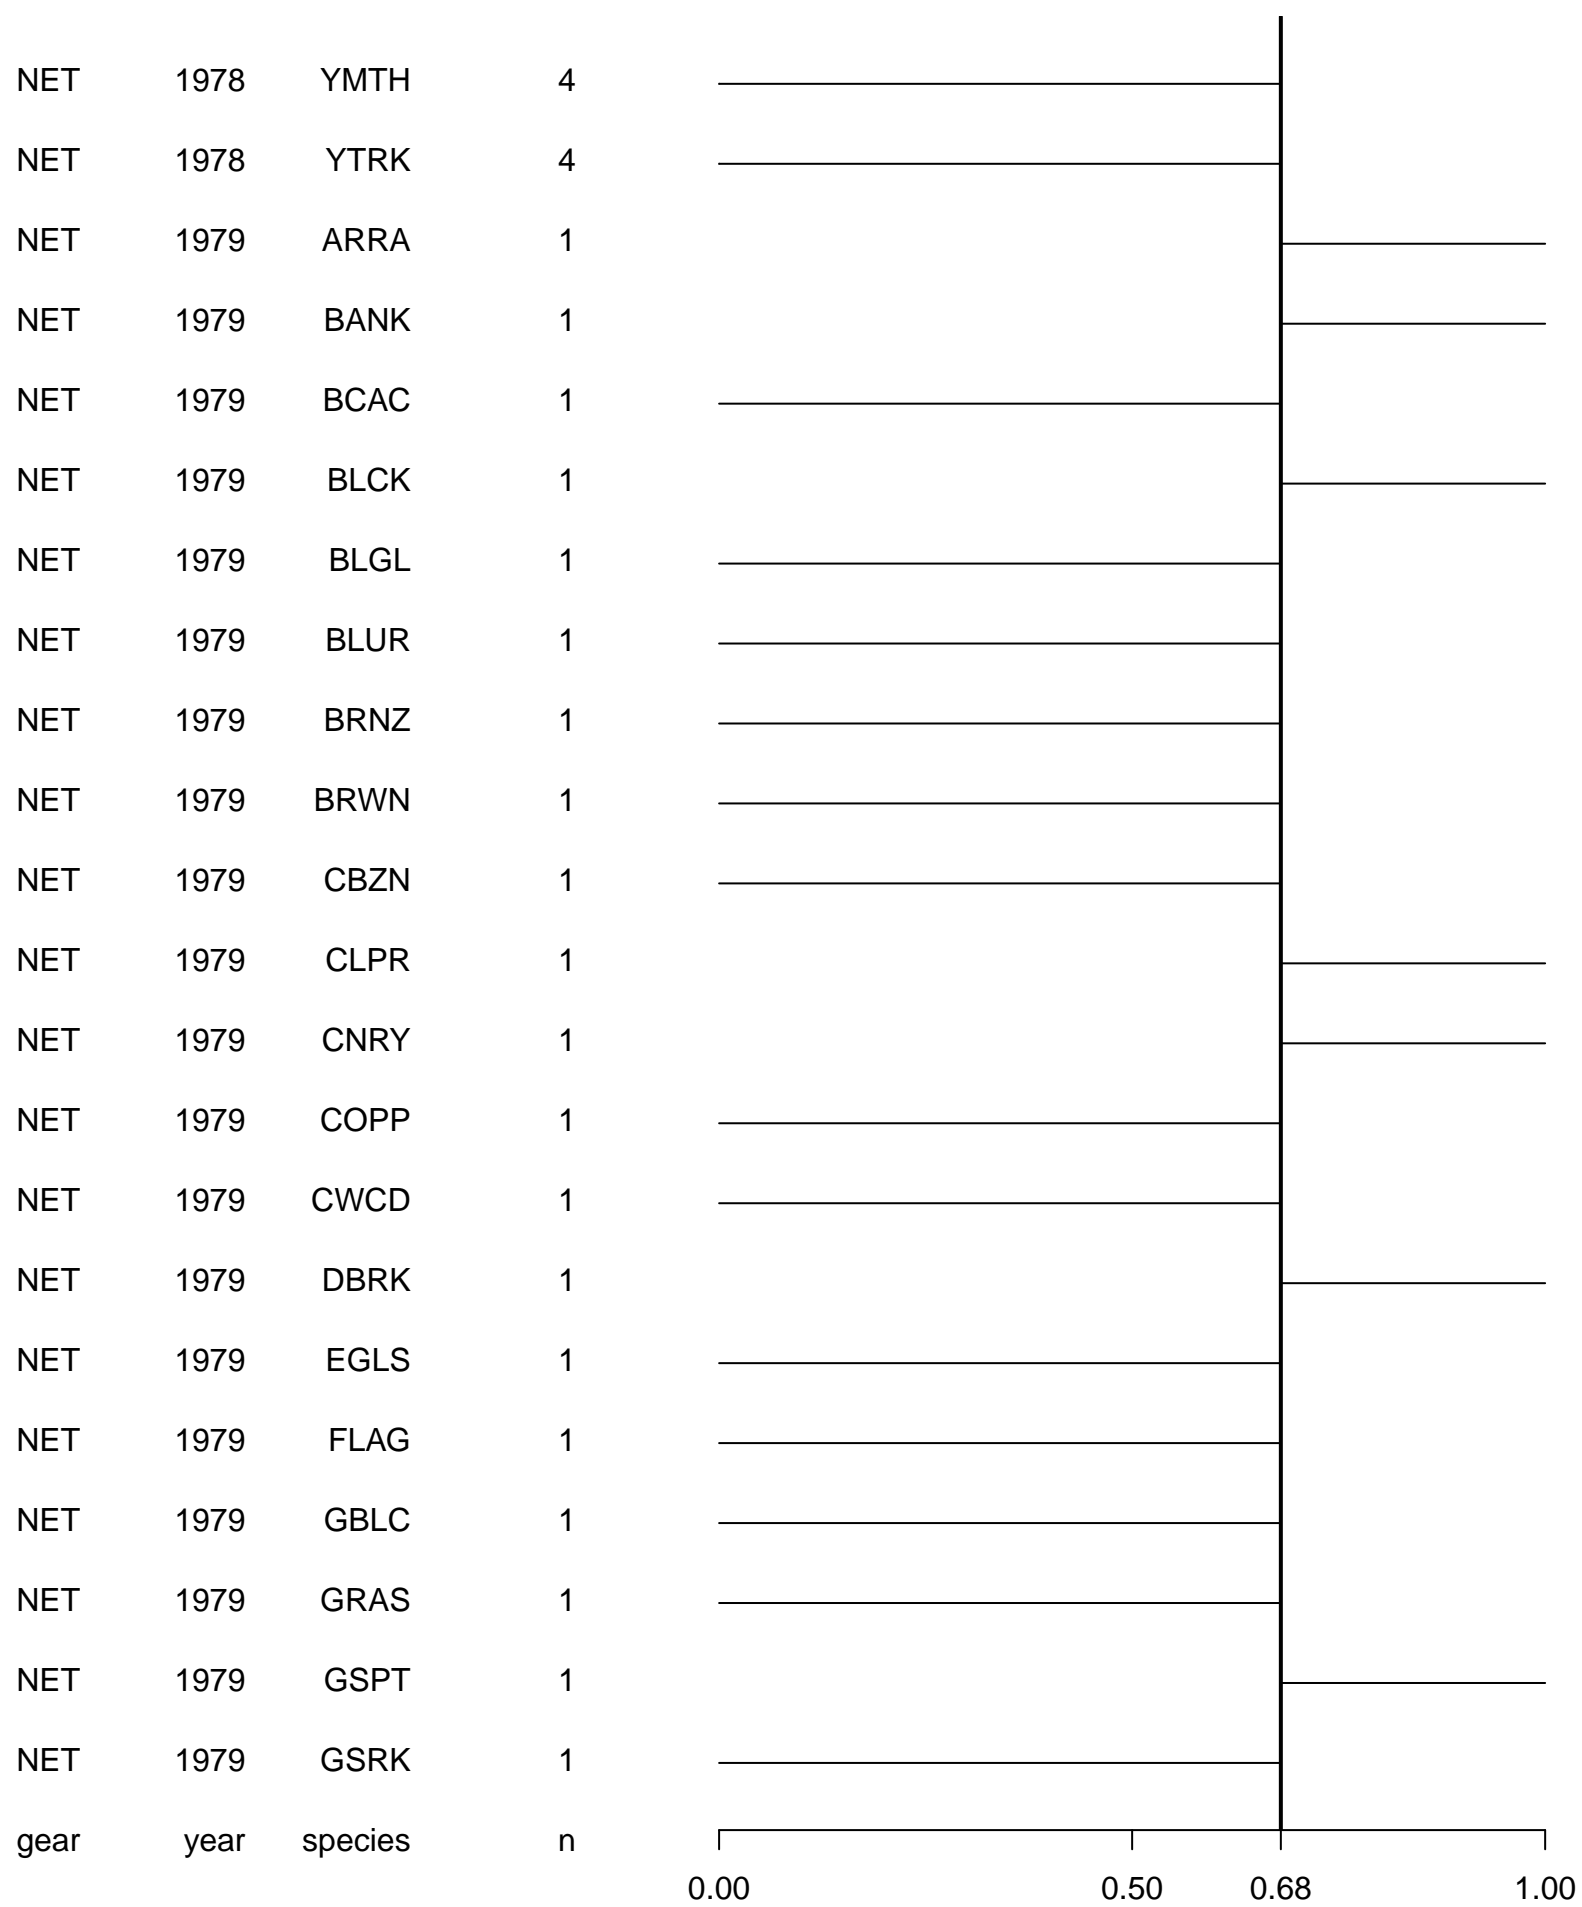 NET 1978 YMTH 4
NET 1978 YTRK 4
NET 1979 ARRA 1
NET 1979 BANK 1
NET 1979 BCAC 1
NET 1979 BLCK 1
NET 1979 BLGL 1
NET 1979 BLUR 1
NET 1979 BRNZ 1
NET 1979 BRWN 1
NET 1979 CBZN 1
NET 1979 CLPR 1
NET 1979 CNRY 1
NET 1979 COPP 1
NET 1979 CWCD 1
NET 1979 DBRK 1
NET 1979 EGLS 1
NET 1979 FLAG 1
NET 1979 GBLC 1
NET 1979 GRAS 1
NET 1979 GSPT 1
NET 1979 GSRK 1
gear year species n
0.00 0.50 0.68 1.00